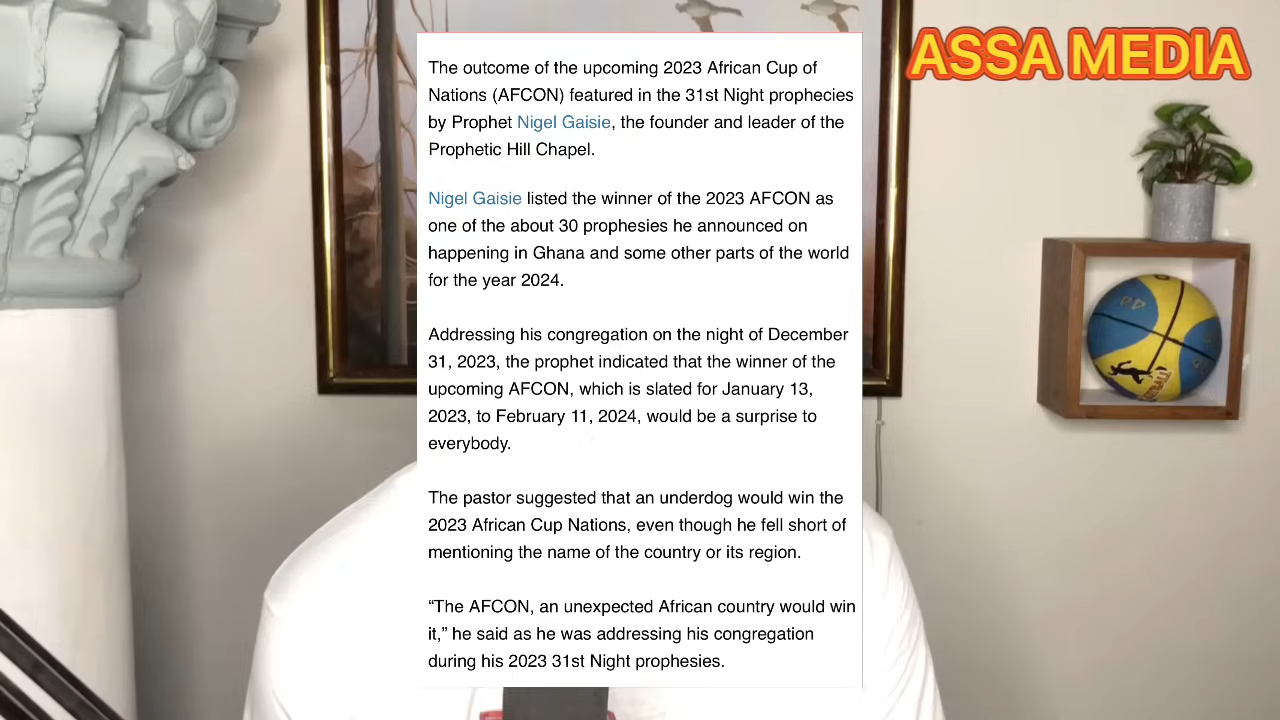 ASSA MEDIA
The outcome of the upcoming 2023 African Cup of
Nations (AFCON) featured in the 31st Night prophecies
by Prophet Nigel Gaisie, the founder and leader of the
Prophetic Hill Chapel.
Nigel Gaisie listed the winner of the 2023 AFCON as
one of the about 30 prophesies he announced on
happening in Ghana and some other parts of the world
for the year 2024.
Addressing his congregation on the night of December
31, 2023, the prophet indicated that the winner of the
upcoming AFCON, which is slated for January 13,
2023, to February 11, 2024, would be a surprise to
everybody.
The pastor suggested that an underdog would win the
2023 African Cup Nations, even though he fell short of
mentioning the name of the country or its region.
“The AFCON, an unexpected African country would win
it,” he said as he was addressing his congregation
during his 2023 31st Night prophesies.